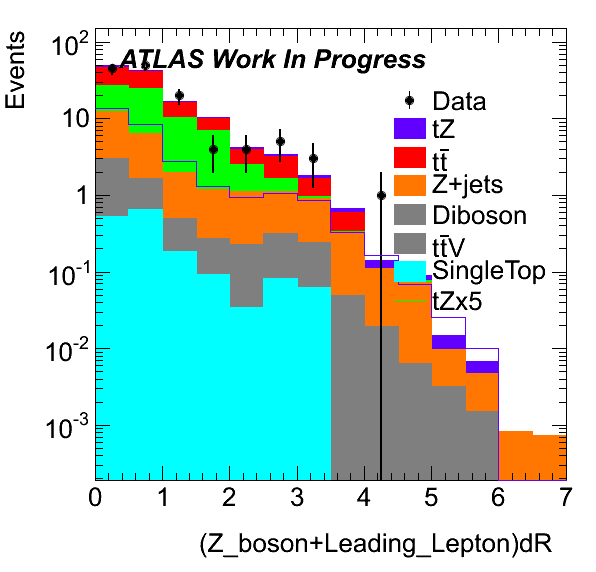 Events
ATLAS Work In Progress
10²
10
1
10⁻¹
10⁻²
10⁻³
Data
tZ
tt̄
Z+jets
Diboson
tt̄V
SingleTop
tZx5
0 1 2 3 4 5 6 7
(Z_boson+Leading_Lepton)dR